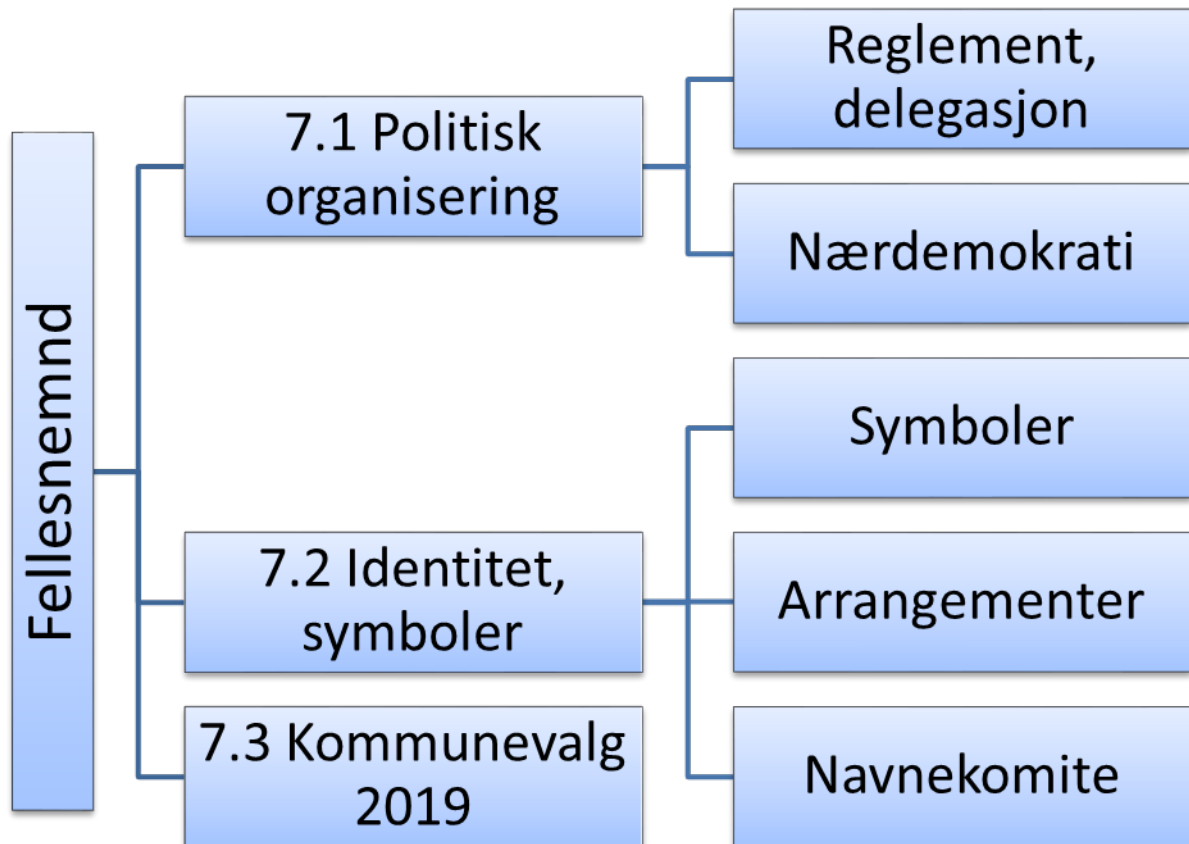 Fellesnemnd
7.1 Politisk
organisering
Reglement,
delegasjon
Nærdemokrati
7.2 Identitet,
symboler
Symboler
Arrangementer
Navnekomite
7.3 Kommunevalg
2019